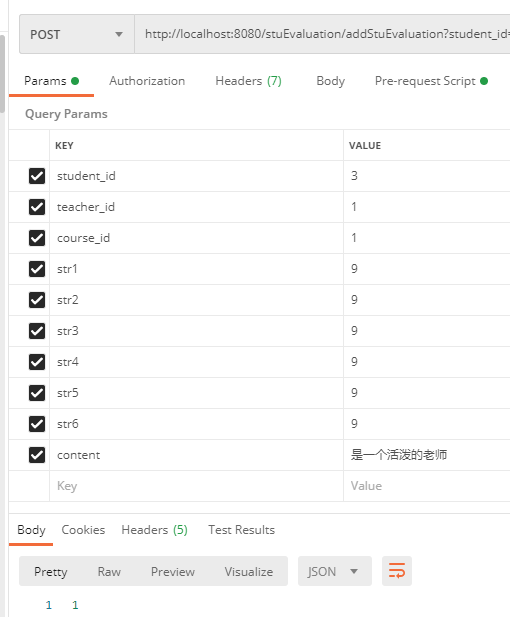 POST http://localhost:8080/stuEvaluation/addStuEvaluation?student_id=
Params Authorization Headers (7) Body Pre-request Script
Query Params
KEY VALUE
student_id 3
teacher_id 1
course_id 1
str1 9
str2 9
str3 9
str4 9
str5 9
str6 9
content 是一个活泼的老师
Key Value
Body Cookies Headers (5) Test Results
Pretty Raw Preview Visualize JSON
1 1